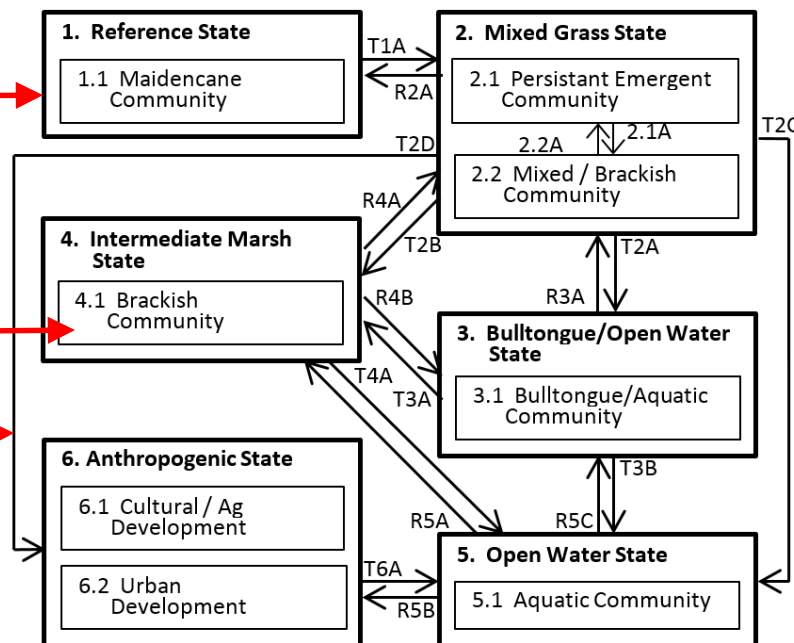 1. Reference State
1.1 Maidencane
Community
T1A
R2A
2. Mixed Grass State
2.1 Persistant Emergent
Community
2.2A
2.1A
2.2 Mixed / Brackish
Community
T2C
T2D
R4A
T2B
4. Intermediate Marsh
State
4.1 Brackish
Community
R4B
T3A
T2A
R3A
3. Bulltongue/Open Water
State
3.1 Bulltongue/Aquatic
Community
T4A
R5A
T3B
R5C
6. Anthropogenic State
6.1 Cultural / Ag
Development
6.2 Urban
Development
T6A
R5B
5. Open Water State
5.1 Aquatic Community